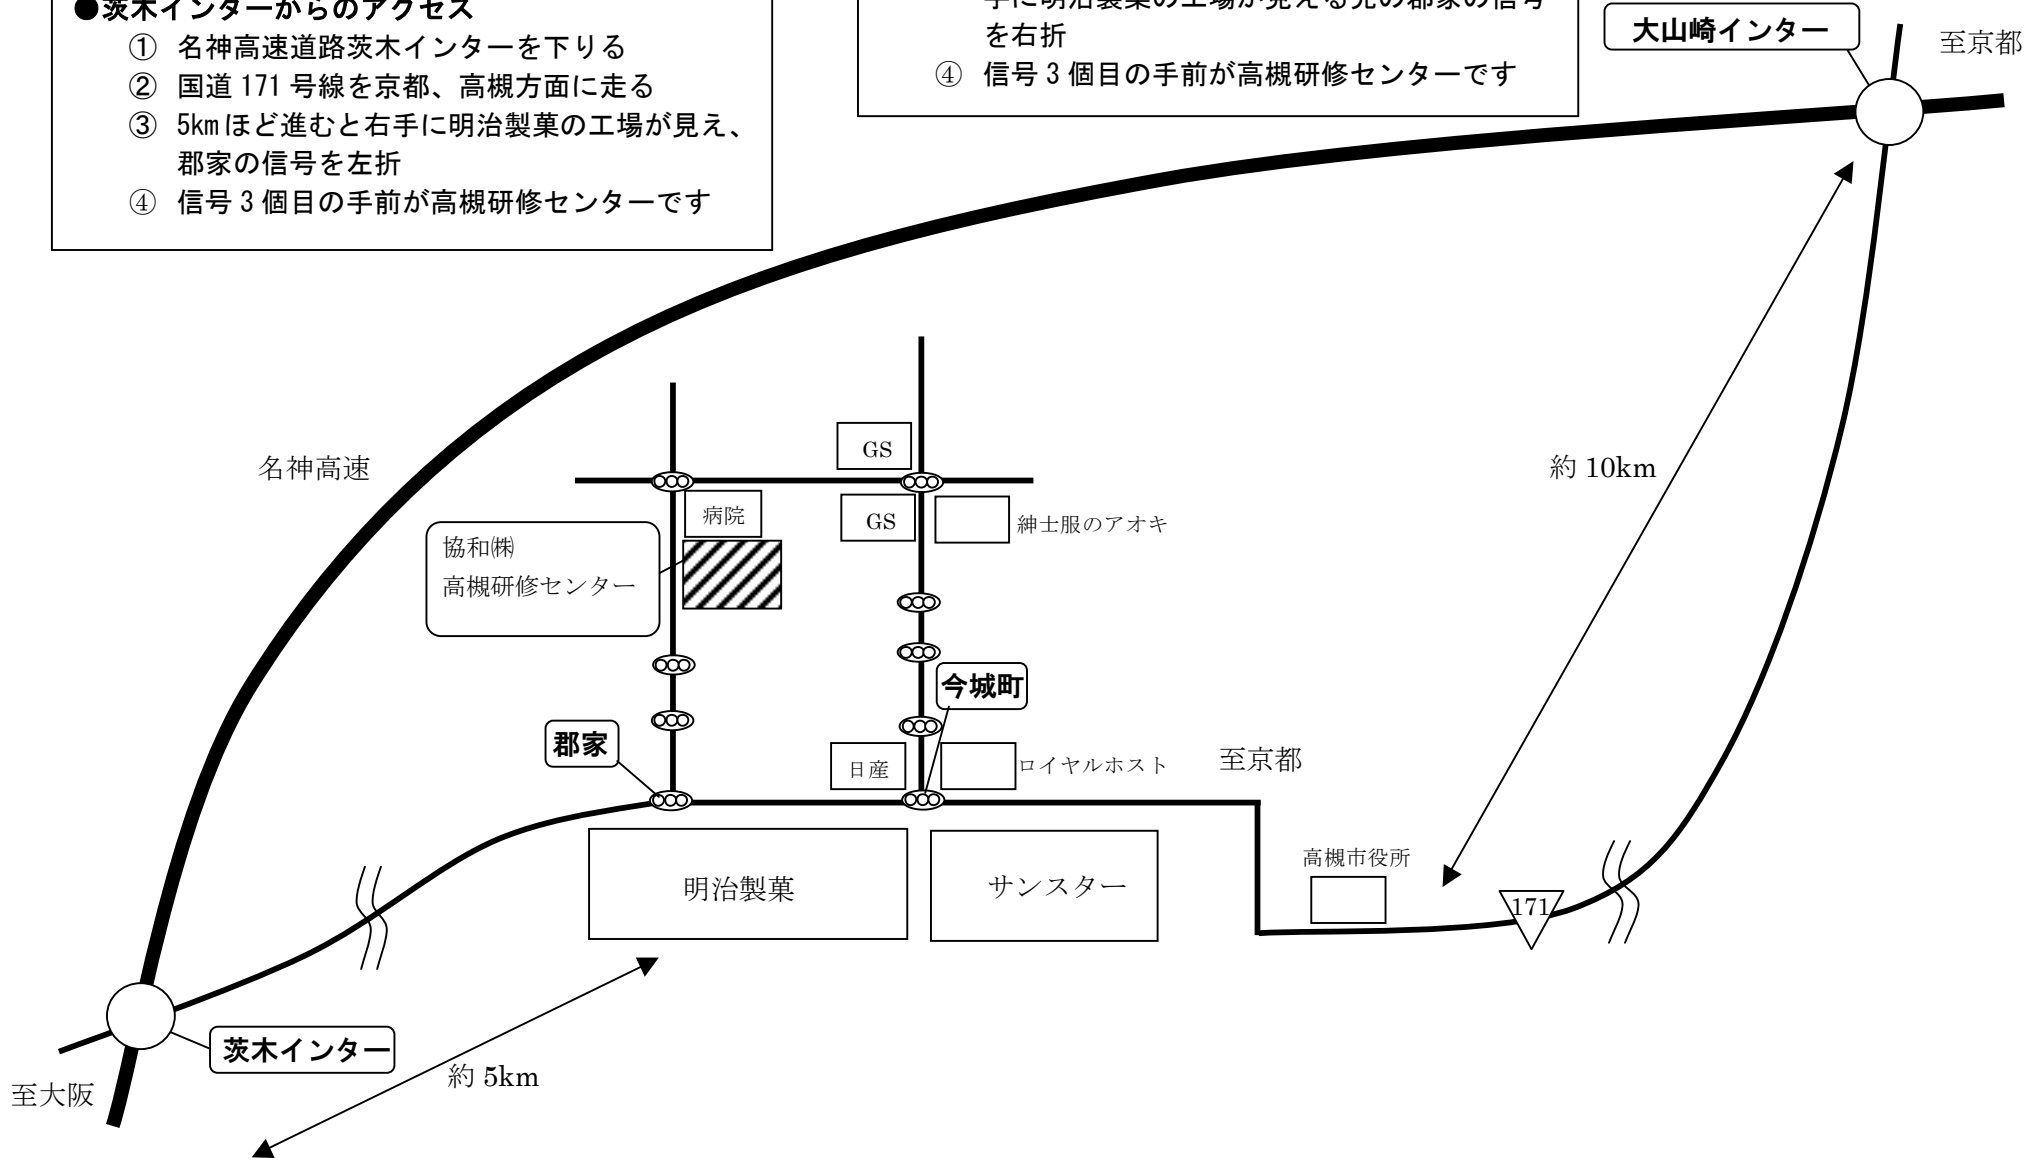 ●茨木インターからのアクセス
① 名神高速道路茨木インターを下りる
② 国道 171 号線を京都、高槻方面に走る
③ 5kmほど進むと右手に明治製菓の工場が見え、
郡家の信号を左折
④ 信号 3 個目の手前が高槻研修センターです
手に明治製菓の工場が見える先の郡家の信号
を右折
④ 信号 3 個目の手前が高槻研修センターです
大山崎インター
至京都
名神高速
約 10km
GS
病院
GS
紳士服のアオキ
協和㈱
高槻研修センター
今城町
郡家
日産
ロイヤルホスト
至京都
明治製菓
サンスター
高槻市役所
171
茨木インター
至大阪
約 5km